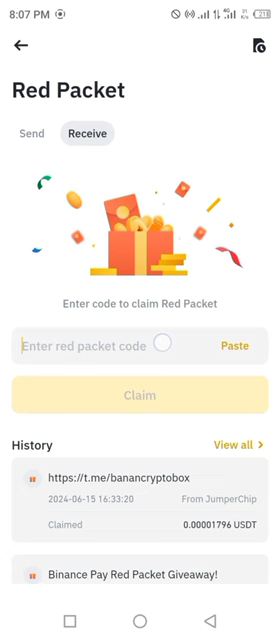 8:07 PM
31
K/s
4G
Red Packet
Send
Receive
Enter code to claim Red Packet
Enter red packet code
Paste
Claim
History
View all >
https://t.me/banancryptobox
2024-06-15 16:33:20
From JumperChip
Claimed
0.00001796 USDT
Binance Pay Red Packet Giveaway!